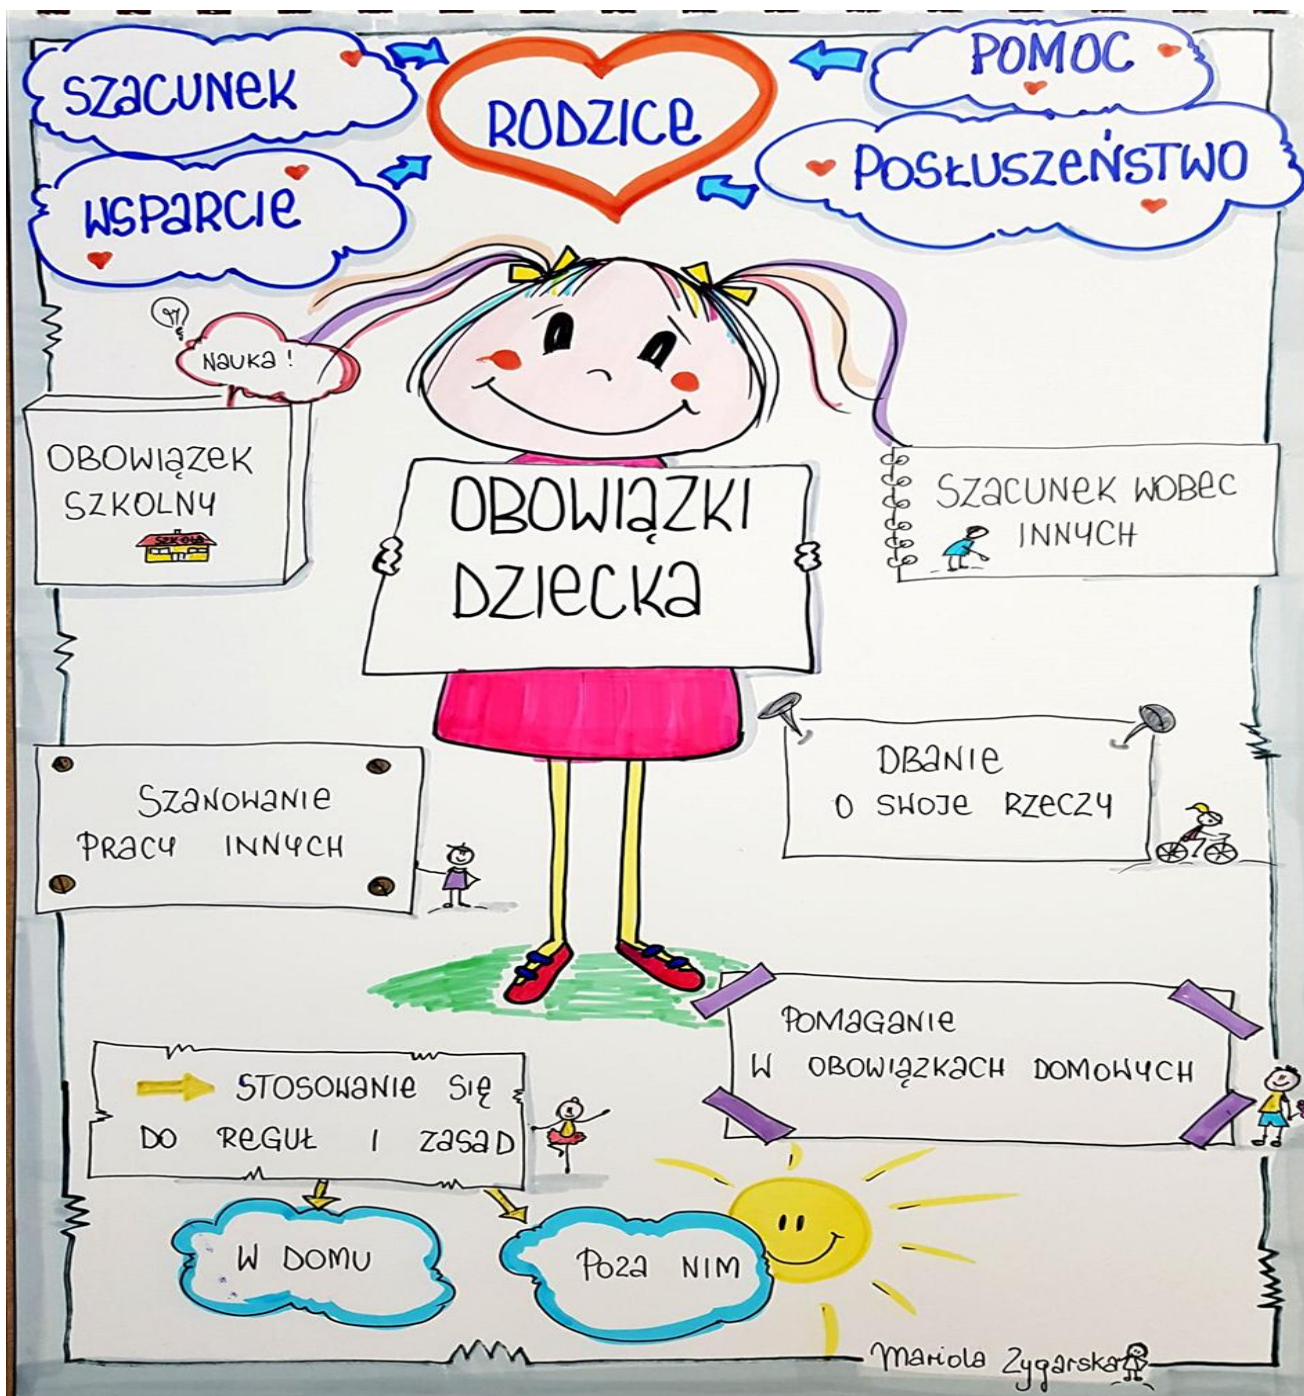 SZACUNEK
WSPARCIE
RODZICE
POMOC
POSŁUSZEŃSTWO
NAUKA!
OBOWIĄZEK
SZKOLNY
SZKOŁA
OBOWIĄZKI
DZIECKA
SZACUNEK WOBEC
INNYCH
SZANOWANIE
PRACY INNYCH
DBANIE
O SWOJE RZECZY
POMAGANIE
W OBOWIĄZKACH DOMOWYCH
STOSOWANIE SIĘ
DO REGUŁ I ZASAD
W DOMU
POZA NIM
Mariola Zygarska